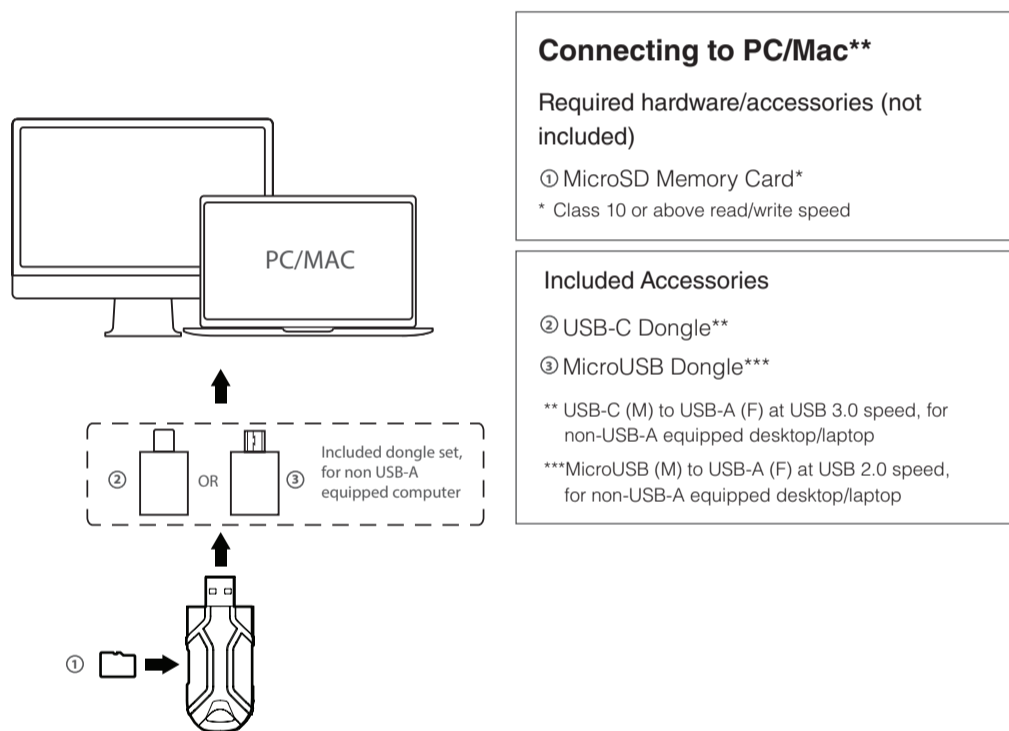 PC/MAC
② OR ③
Included dongle set,
for non USB-A
equipped computer
①
Connecting to PC/Mac**
Required hardware/accessories (not
included)
① MicroSD Memory Card*
* Class 10 or above read/write speed
Included Accessories
② USB-C Dongle**
③ MicroUSB Dongle***
** USB-C (M) to USB-A (F) at USB 3.0 speed, for
non-USB-A equipped desktop/laptop
***MicroUSB (M) to USB-A (F) at USB 2.0 speed,
for non-USB-A equipped desktop/laptop